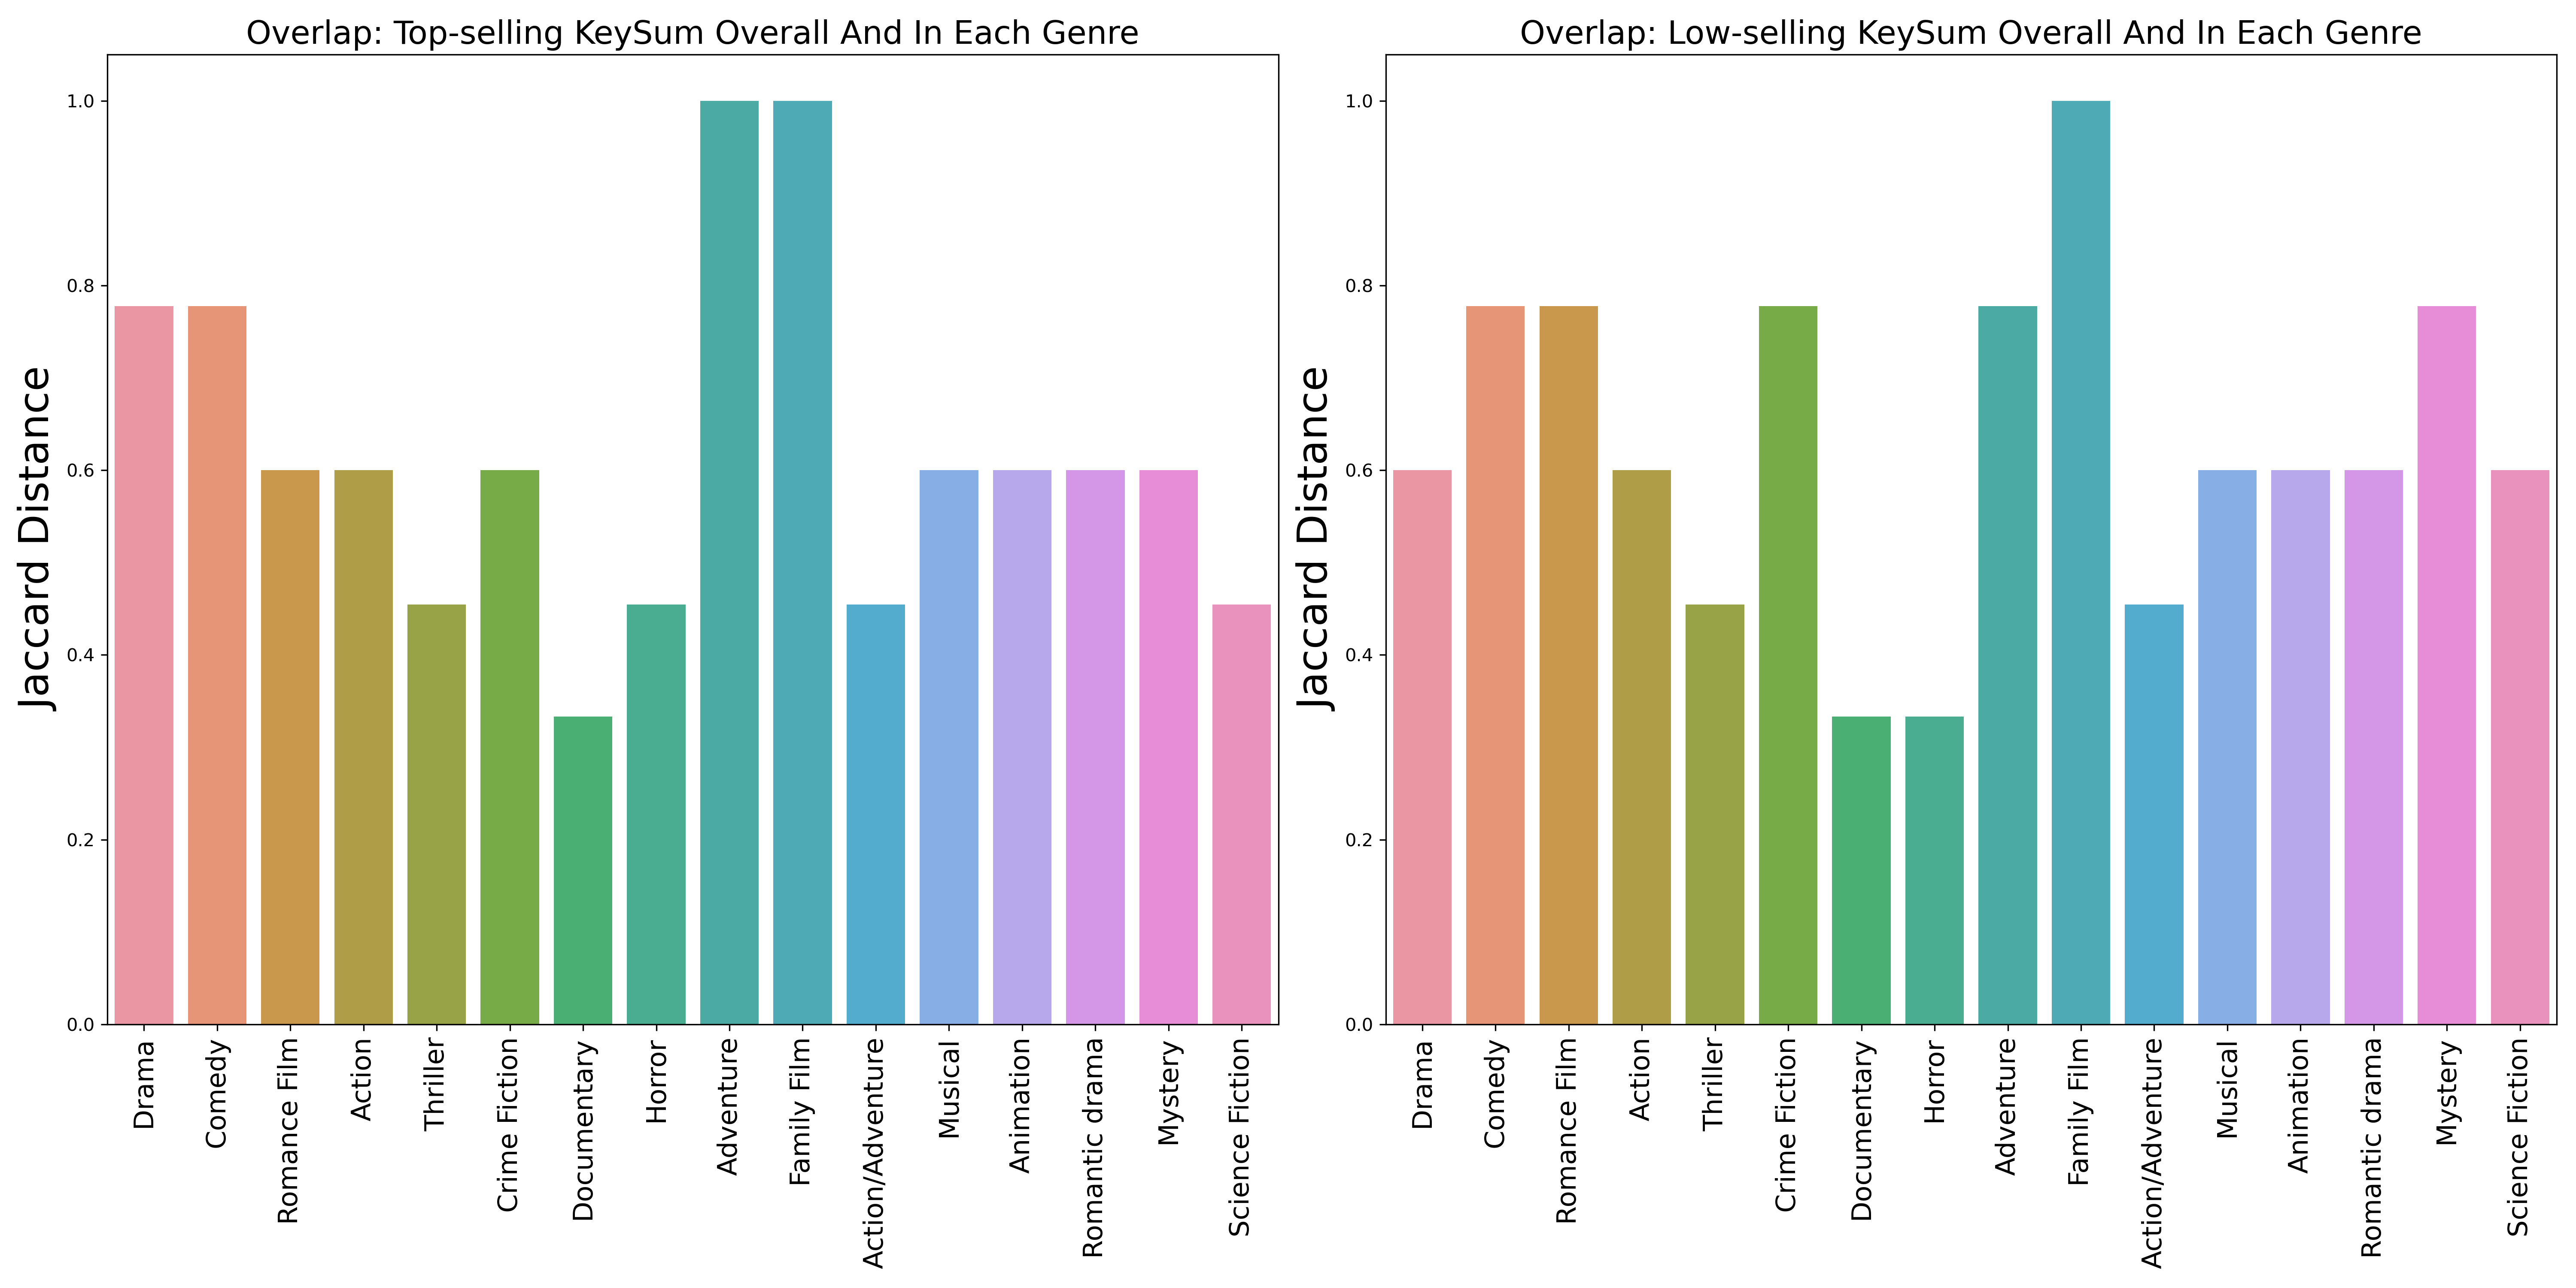 Overlap: Top-selling KeySum Overall And In Each Genre
Jaccard Distance
1.0
0.8
0.6
0.4
0.2
0.0
Drama
Comedy
Romance Film
Action
Thriller
Crime Fiction
Documentary
Horror
Adventure
Family Film
Action/Adventure
Musical
Animation
Romantic drama
Mystery
Science Fiction
Overlap: Low-selling KeySum Overall And In Each Genre
Jaccard Distance
1.0
0.8
0.6
0.4
0.2
0.0
Drama
Comedy
Romance Film
Action
Thriller
Crime Fiction
Documentary
Horror
Adventure
Family Film
Action/Adventure
Musical
Animation
Romantic drama
Mystery
Science Fiction